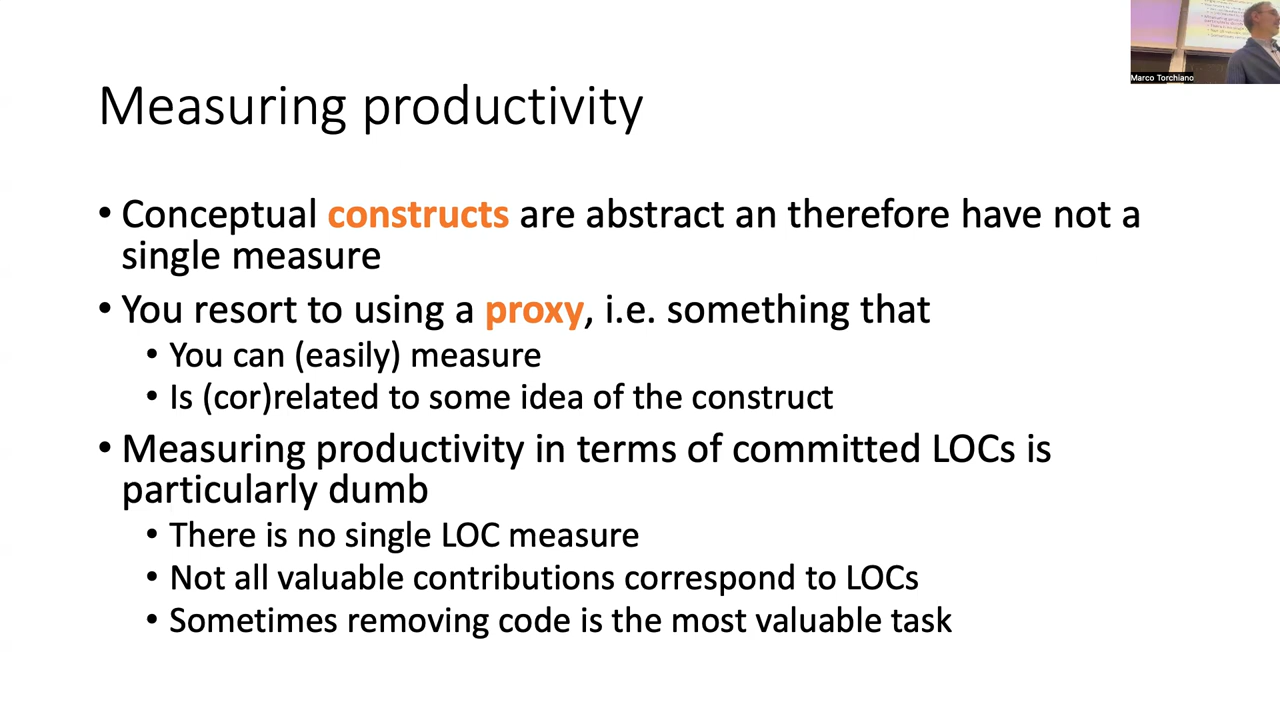 Marco Torchiano
Measuring productivity
• Conceptual constructs are abstract an therefore have not a
single measure
• You resort to using a proxy, i.e. something that
• You can (easily) measure
• Is (cor)related to some idea of the construct
• Measuring productivity in terms of committed LOCs is
particularly dumb
• There is no single LOC measure
• Not all valuable contributions correspond to LOCs
• Sometimes removing code is the most valuable task